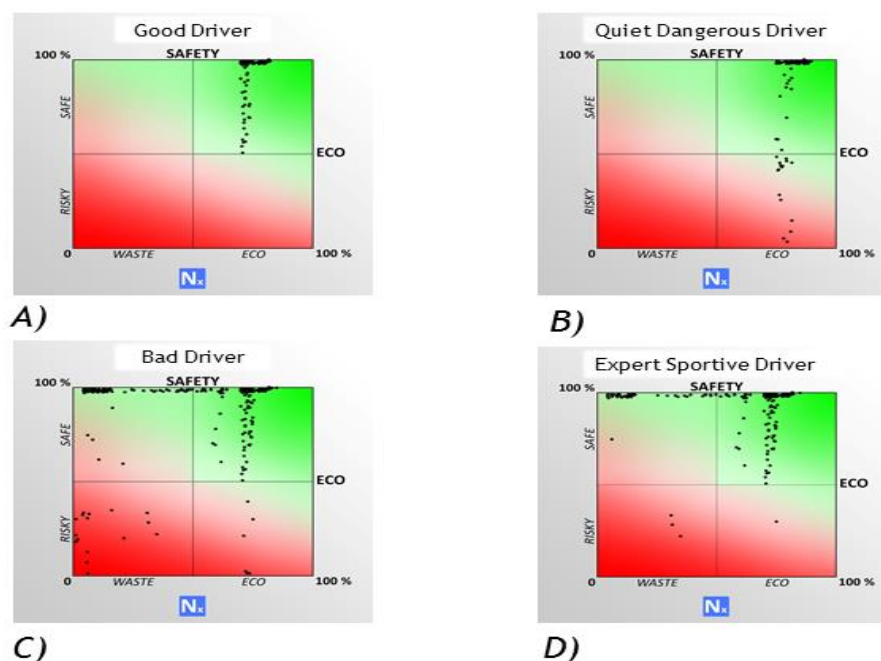 Good Driver
SAFETY
100 %
SAFE
ECO
RISKY
0
WASTE
ECO
100 %
Nx
A)
Quiet Dangerous Driver
SAFETY
100 %
SAFE
ECO
RISKY
0
WASTE
ECO
100 %
Nx
B)
Bad Driver
SAFETY
100 %
SAFE
ECO
RISKY
0
WASTE
ECO
100 %
Nx
C)
Expert Sportive Driver
SAFETY
100 %
SAFE
ECO
RISKY
0
WASTE
ECO
100 %
Nx
D)